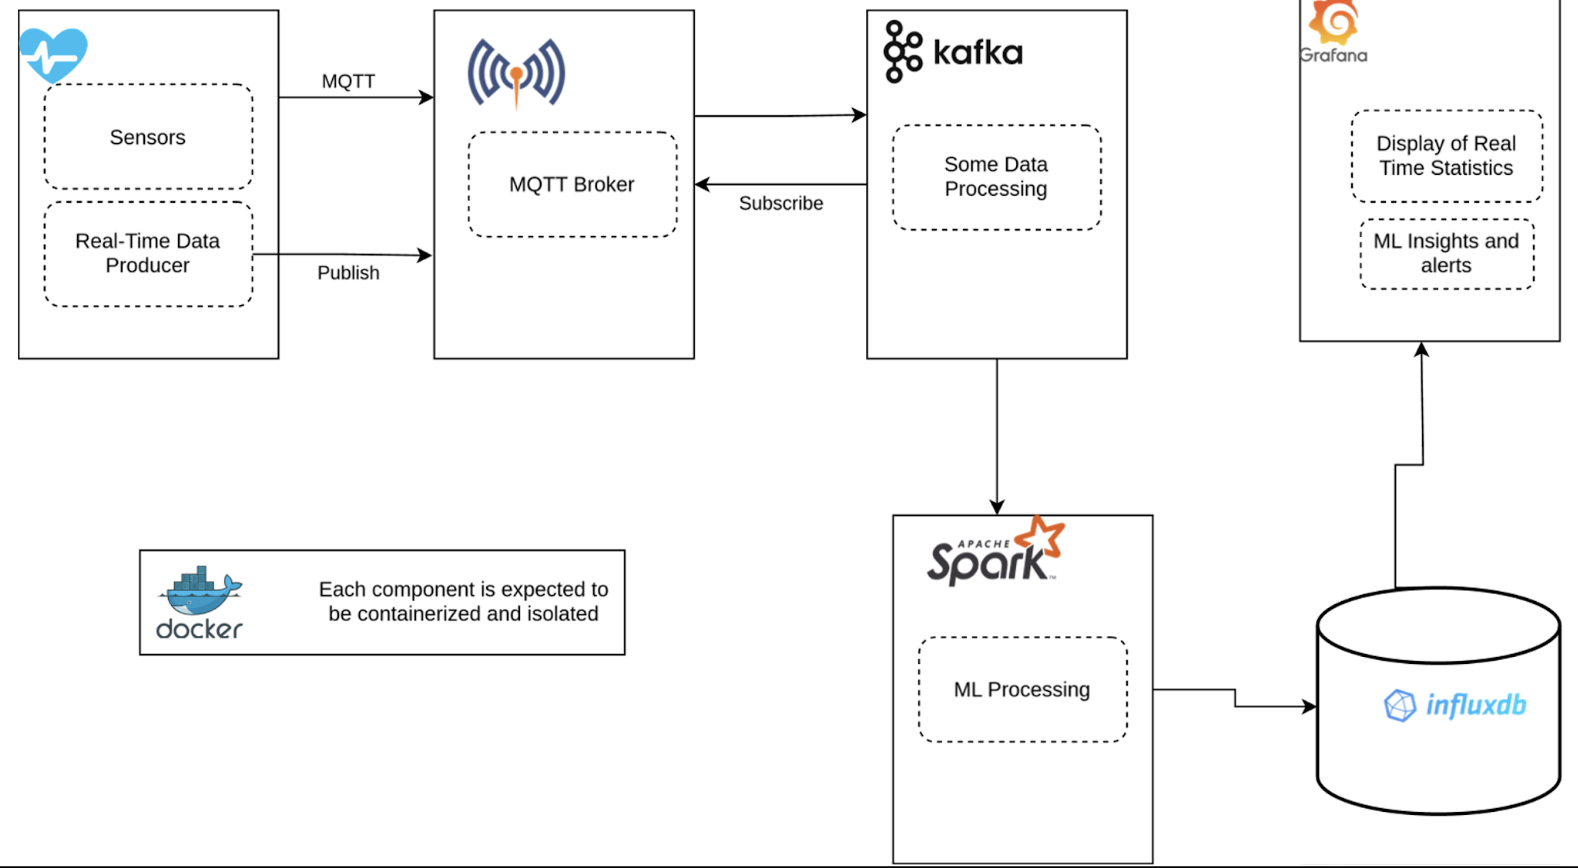 Sensors
Real-Time Data
Producer
MQTT
Publish
MQTT Broker
Subscribe
kafka
Some Data
Processing
Grafana
Display of Real
Time Statistics
ML Insights and
alerts
docker
Each component is expected to
be containerized and isolated
APACHE
Spark
TM
ML Processing
influxdb